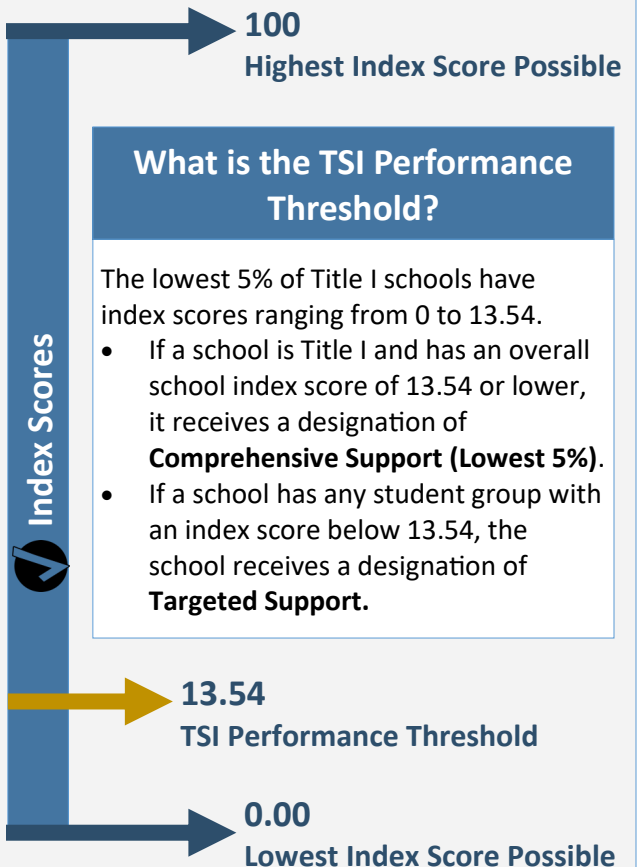 100
Highest Index Score Possible
What is the TSI Performance
Threshold?
The lowest 5% of Title I schools have
index scores ranging from 0 to 13.54.
• If a school is Title I and has an overall
school index score of 13.54 or lower,
it receives a designation of
Comprehensive Support (Lowest 5%).
• If a school has any student group with
an index score below 13.54, the
school receives a designation of
Targeted Support.
Index Scores
13.54
TSI Performance Threshold
0.00
Lowest Index Score Possible